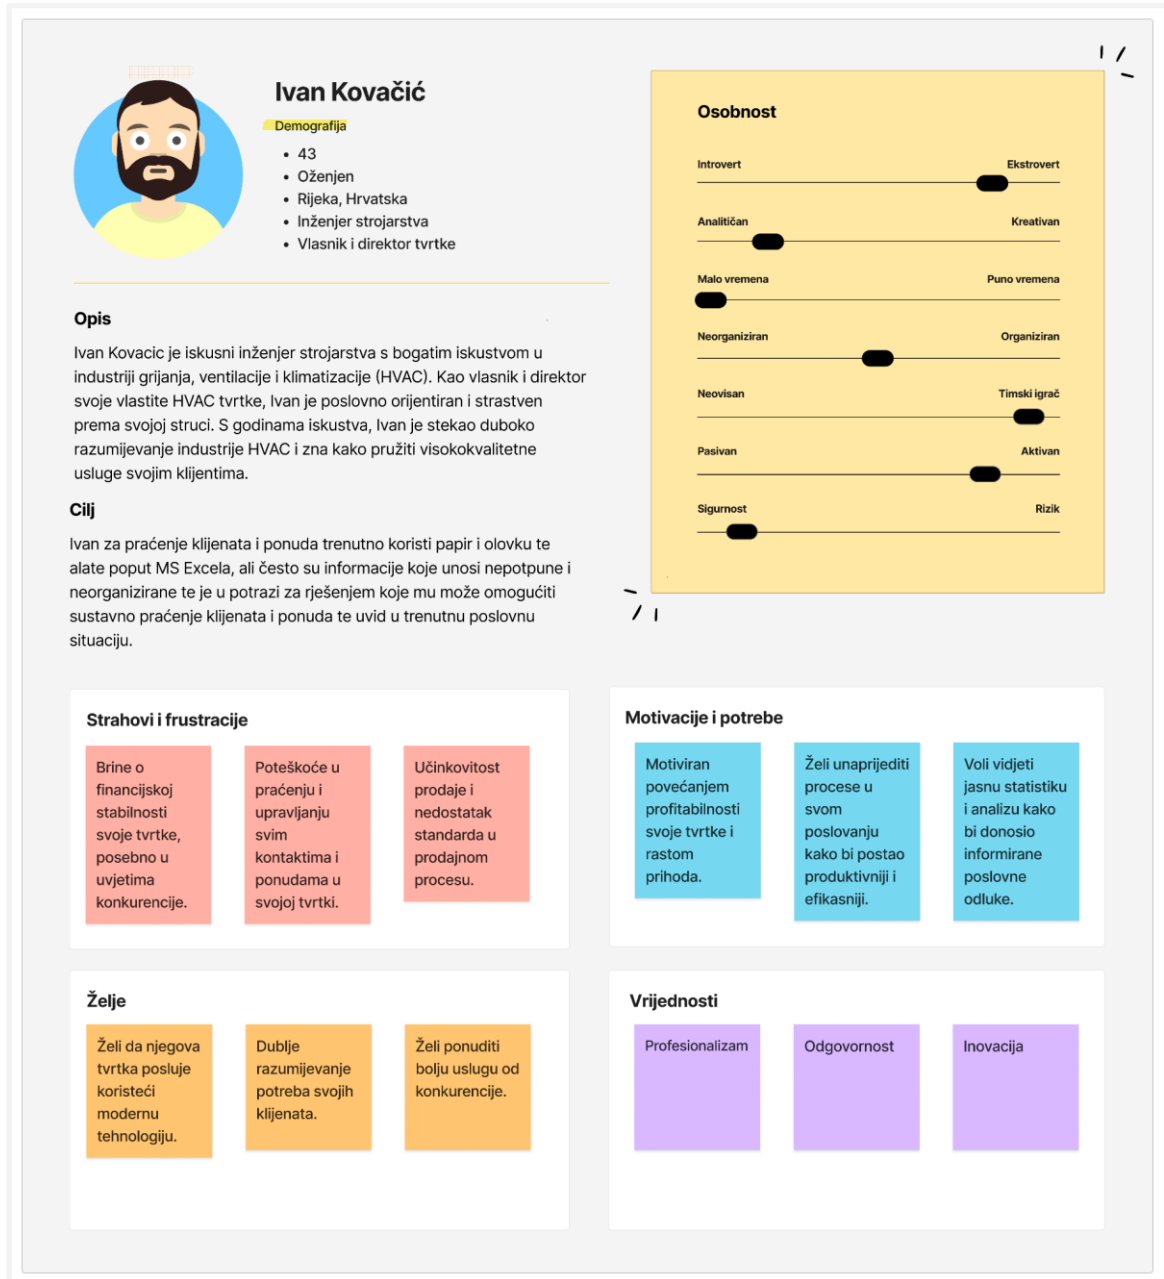 Ivan Kovačić
Demografija
• 43
• Oženjen
• Rijeka, Hrvatska
• Inženjer strojarstva
• Vlasnik i direktor tvrtke
Opis
Ivan Kovacic je iskusni inženjer strojarstva s bogatim iskustvom u
industriji grijanja, ventilacije i klimatizacije (HVAC). Kao vlasnik i direktor
svoje vlastite HVAC tvrtke, Ivan je poslovno orijentiran i strastven
prema svojoj struci. S godinama iskustva, Ivan je stekao duboko
razumijevanje industrije HVAC i zna kako pružiti visokokvalitetne
usluge svojim klijentima.
Cilj
Ivan za praćenje klijenata i ponuda trenutno koristi papir i olovku te
alate poput MS Excela, ali često su informacije koje unosi nepotpune i
neorganizirane te je u potrazi za rješenjem koje mu može omogućiti
sustavno praćenje klijenata i ponuda te uvid u trenutnu poslovnu
situaciju.
Osobnost
Introvert Ekstrovert
Analitičan Kreativan
Malo vremena Puno vremena
Neorganiziran Organiziran
Neovisan Timski igrač
Pasivan Aktivan
Sigurnost Rizik
Strahovi i frustracije
Brine o
financijskoj
stabilnosti
svoje tvrtke,
posebno u
uvjetima
konkurencije.
Poteškoće u
praćenju i
upravljanju
svim
kontaktima i
ponudama u
svojoj tvrtki.
Učinkovitost
prodaje i
nedostatak
standarda u
prodajnom
procesu.
Motivacije i potrebe
Motiviran
povećanjem
profitabilnosti
svoje tvrtke i
rastom
prihoda.
Želi unaprijediti
procese u
svom
poslovanju
kako bi postao
produktivniji i
efikasniji.
Voli vidjeti
jasnu statistiku
i analizu kako
bi donosio
informirane
poslovne
odluke.
Želje
Želi da njegova
tvrtka posluje
koristeći
modernu
tehnologiju.
Dublje
razumijevanje
potreba svojih
klijenata.
Želi ponuditi
bolju uslugu od
konkurencije.
Vrijednosti
Profesionalizam
Odgovornost
Inovacija